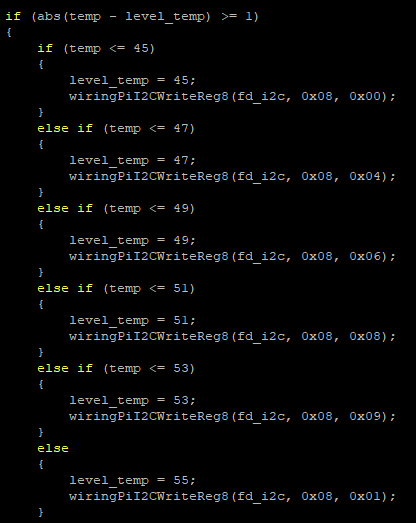 if (abs(temp - level_temp) >= 1)
{
    if (temp <= 45)
    {
        level_temp = 45;
        wiringPiI2CWriteReg8(fd_i2c, 0x08, 0x00);
    }
    else if (temp <= 47)
    {
        level_temp = 47;
        wiringPiI2CWriteReg8(fd_i2c, 0x08, 0x04);
    }
    else if (temp <= 49)
    {
        level_temp = 49;
        wiringPiI2CWriteReg8(fd_i2c, 0x08, 0x06);
    }
    else if (temp <= 51)
    {
        level_temp = 51;
        wiringPiI2CWriteReg8(fd_i2c, 0x08, 0x08);
    }
    else if (temp <= 53)
    {
        level_temp = 53;
        wiringPiI2CWriteReg8(fd_i2c, 0x08, 0x09);
    }
    else
    {
        level_temp = 55;
        wiringPiI2CWriteReg8(fd_i2c, 0x08, 0x01);
    }